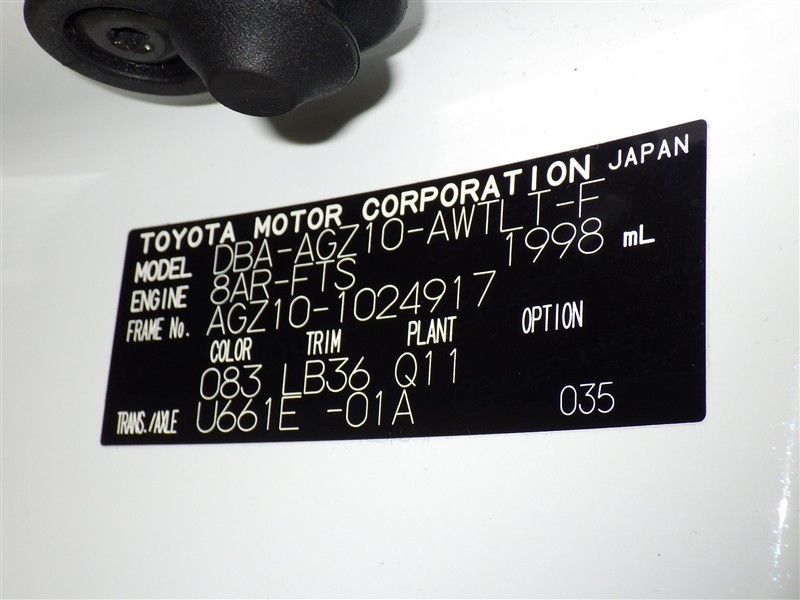 TOYOTA MOTOR CORPORATION JAPAN
MODEL DBA-AGZ10-AWTLT-F
ENGINE 8AR-FTS 1998 mL
FRAME No. AGZ10-1024917
COLOR TRIM PLANT OPTION
083 LB36 Q11
TRANS./AXLE U661E -01A 035